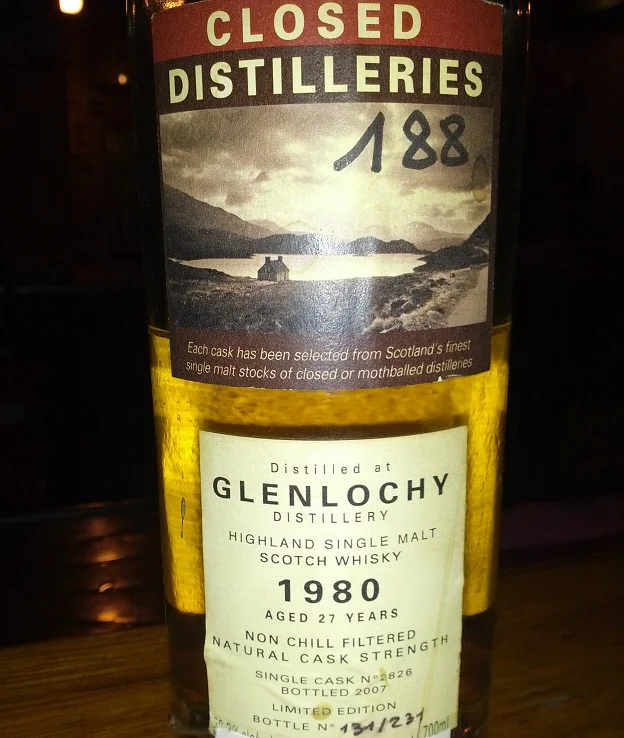 CLOSED
DISTILLERIES
188
Each cask has been selected from Scotland's finest
single malt stocks of closed or mothballed distilleries
Distilled at
GLENLOCHY
DISTILLERY
HIGHLAND SINGLE MALT
SCOTCH WHISKY
1980
AGED 27 YEARS
NON CHILL FILTERED
NATURAL CASK STRENGTH
SINGLE CASK N°2826
BOTTLED 2007
LIMITED EDITION
BOTTLE N° 131/231
700ml